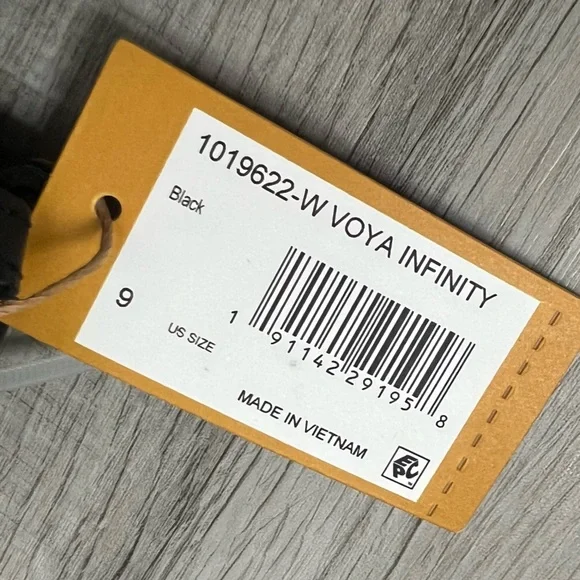 1019622-W VOYA INFINITY
Black
9
US SIZE
1 91142 29195 8
MADE IN VIETNAM